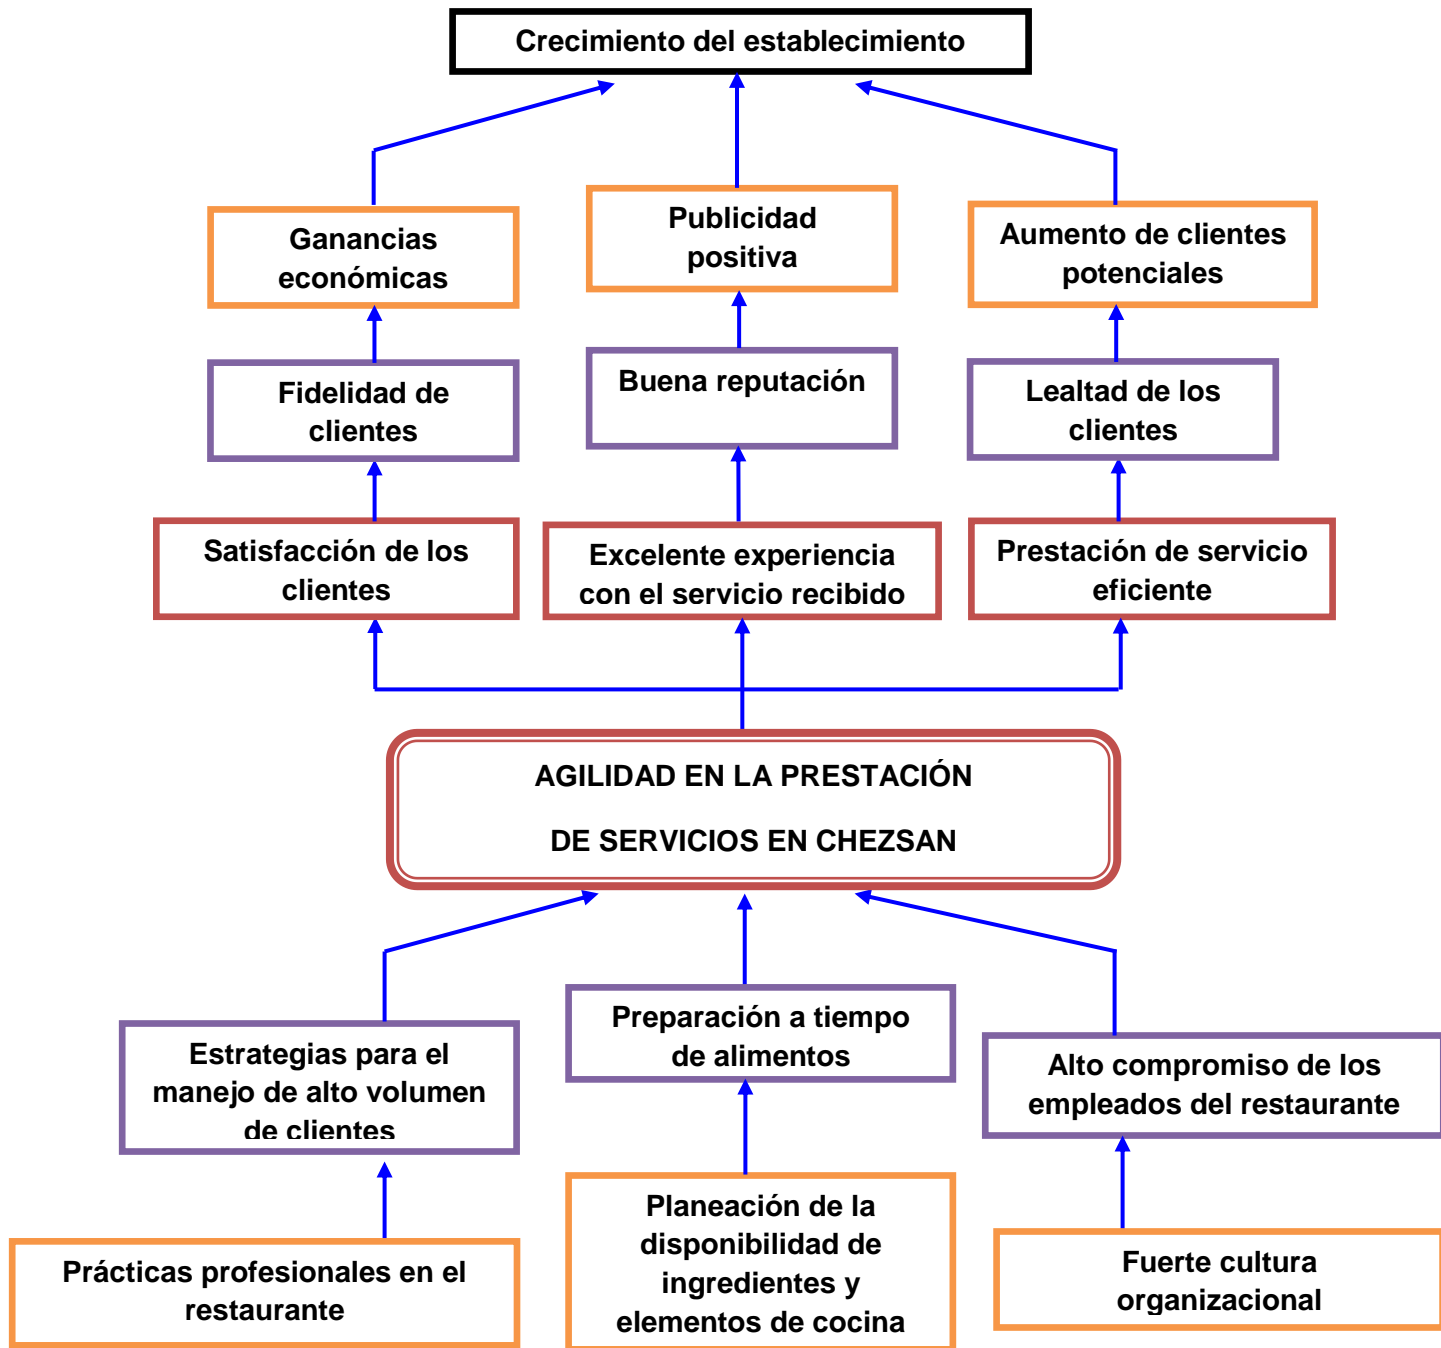 Crecimiento del establecimiento
Ganancias
económicas
Publicidad
positiva
Aumento de clientes
potenciales
Fidelidad de
clientes
Buena reputación
Lealtad de los
clientes
Satisfacción de los
clientes
Excelente experiencia
con el servicio recibido
Prestación de servicio
eficiente
AGILIDAD EN LA PRESTACIÓN
DE SERVICIOS EN CHEZSAN
Estrategias para el
manejo de alto volumen
de clientes
Preparación a tiempo
de alimentos
Alto compromiso de los
empleados del restaurante
Prácticas profesionales en el
restaurante
Planeación de la
disponibilidad de
ingredientes y
elementos de cocina
Fuerte cultura
organizacional